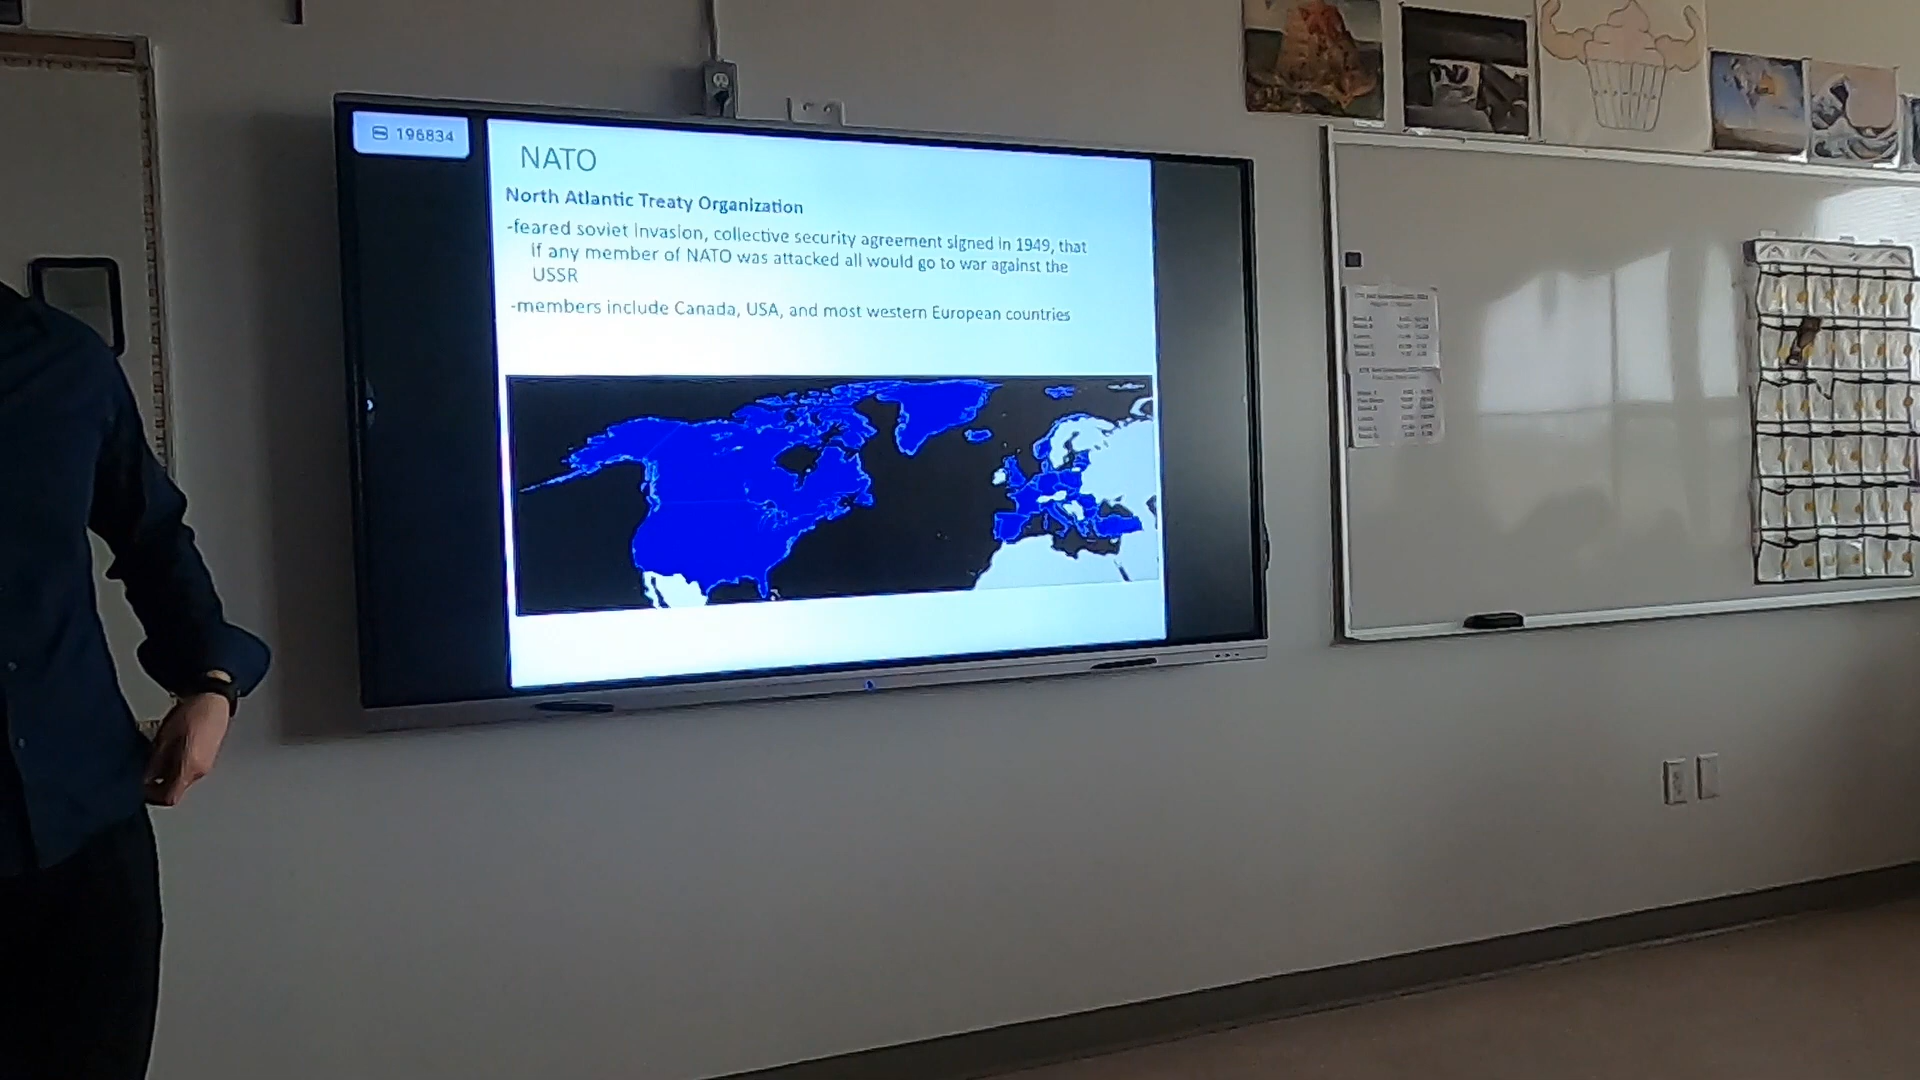 196834
NATO
North Atlantic Treaty Organization
-feared soviet invasion, collective security agreement signed in 1949, that
if any member of NATO was attacked all would go to war against the
USSR
-members include Canada, USA, and most western European countries